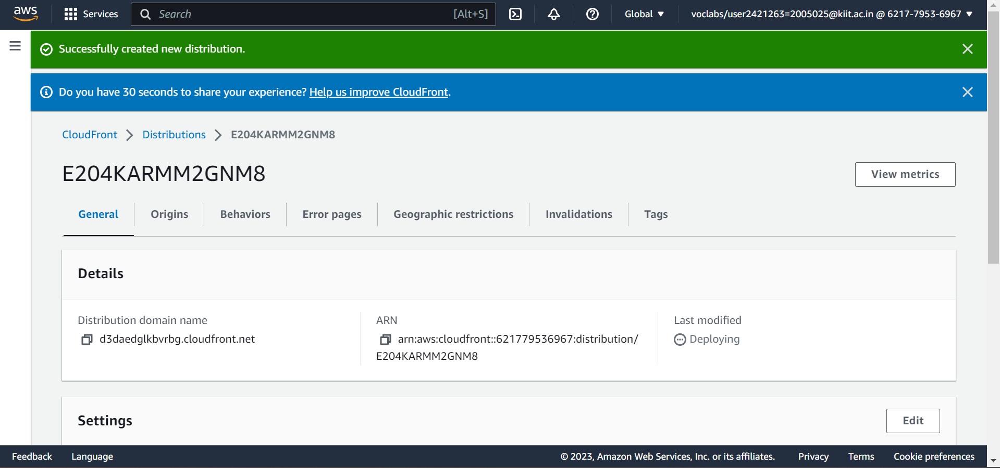 aws
Services
Search [Alt+S]
Global
voclabs/user2421263=2005025@kiit.ac.in @ 6217-7953-6967
Successfully created new distribution.
Do you have 30 seconds to share your experience? Help us improve CloudFront.
CloudFront
Distributions
E204KARMM2GNM8
E204KARMM2GNM8
View metrics
General
Origins
Behaviors
Error pages
Geographic restrictions
Invalidations
Tags
Details
Distribution domain name
d3daedglkbvrbg.cloudfront.net
ARN
arn:aws:cloudfront::621779536967:distribution/
E204KARMM2GNM8
Last modified
Deploying
Settings
Edit
Feedback
Language
© 2023, Amazon Web Services, Inc. or its affiliates.
Privacy
Terms
Cookie preferences